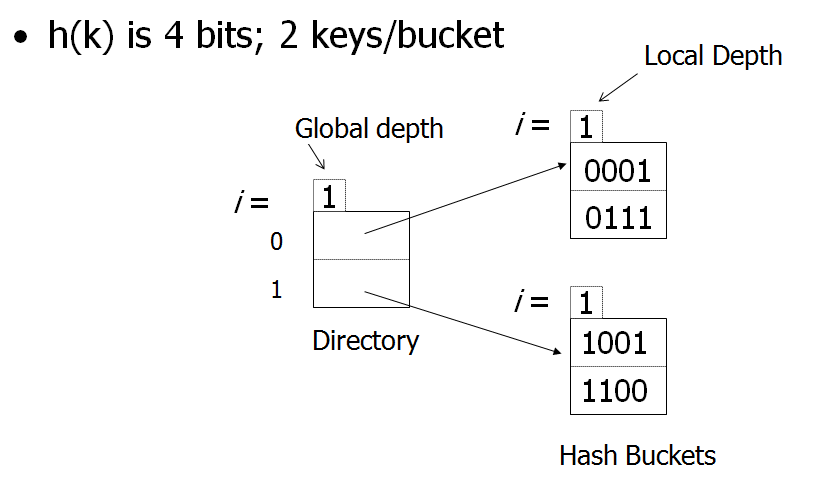 • h(k) is 4 bits; 2 keys/bucket
Local Depth
Global depth
i = 1
0001
0111
i = 1
0
1
Directory
i = 1
1001
1100
Hash Buckets